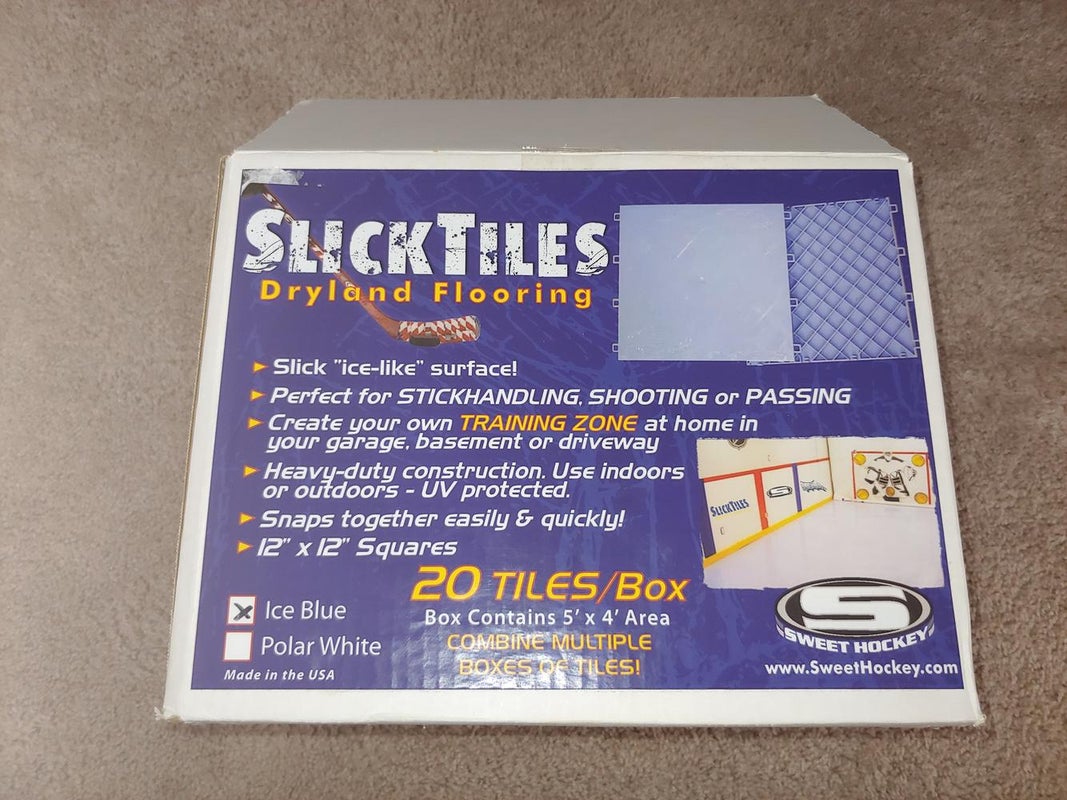 SLICKTILES
Dryland Flooring
Slick "ice-like" surface!
Perfect for STICKHANDLING, SHOOTING or PASSING
Create your own TRAINING ZONE at home in
your garage, basement or driveway
Heavy-duty construction. Use indoors
or outdoors - UV protected.
Snaps together easily & quickly!
12" x 12" Squares
SLICKTILES
S
20 TILES/Box
Box Contains 5' x 4' Area
COMBINE MULTIPLE
BOXES OF TILES!
Ice Blue
Polar White
Made in the USA
S
SWEET HOCKEY
www.SweetHockey.com